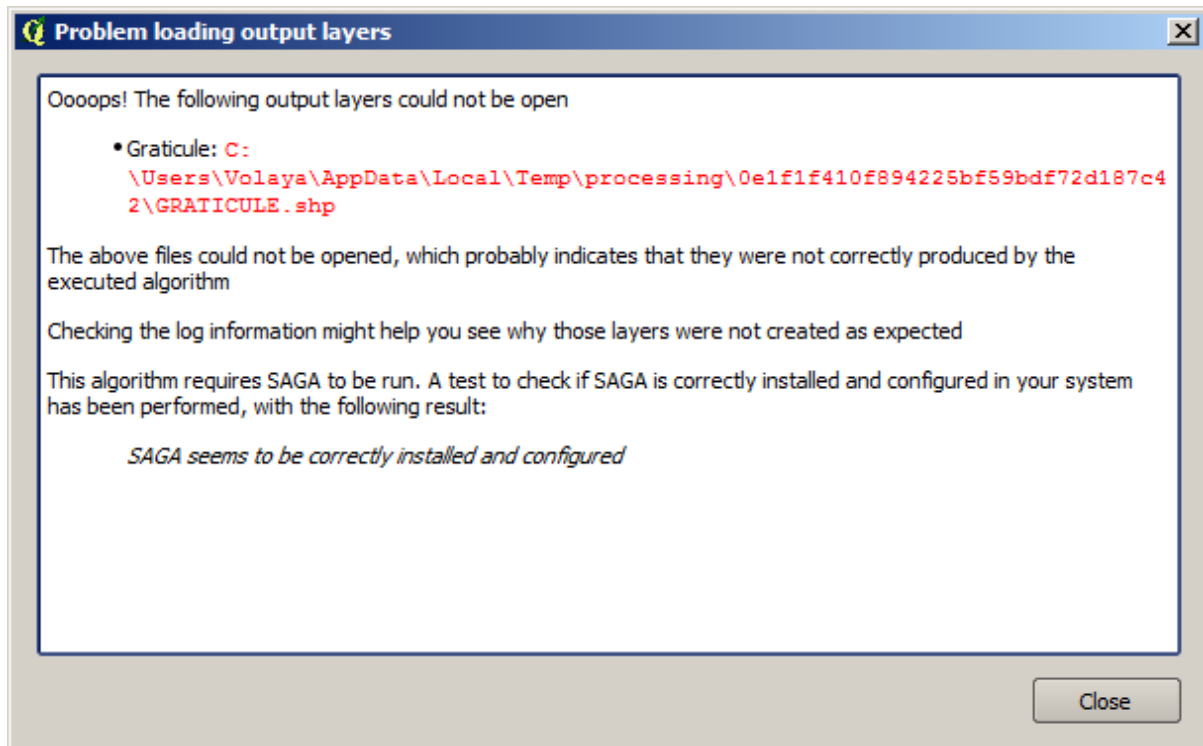 Problem loading output layers
Oooops! The following output layers could not be open
• Graticule: C:
\Users\Volaya\AppData\Local\Temp\processing\0e1f1f410f894225bf59bdf72d187c4
2\GRATICULE.shp
The above files could not be opened, which probably indicates that they were not correctly produced by the
executed algorithm
Checking the log information might help you see why those layers were not created as expected
This algorithm requires SAGA to be run. A test to check if SAGA is correctly installed and configured in your system
has been performed, with the following result:
SAGA seems to be correctly installed and configured
Close